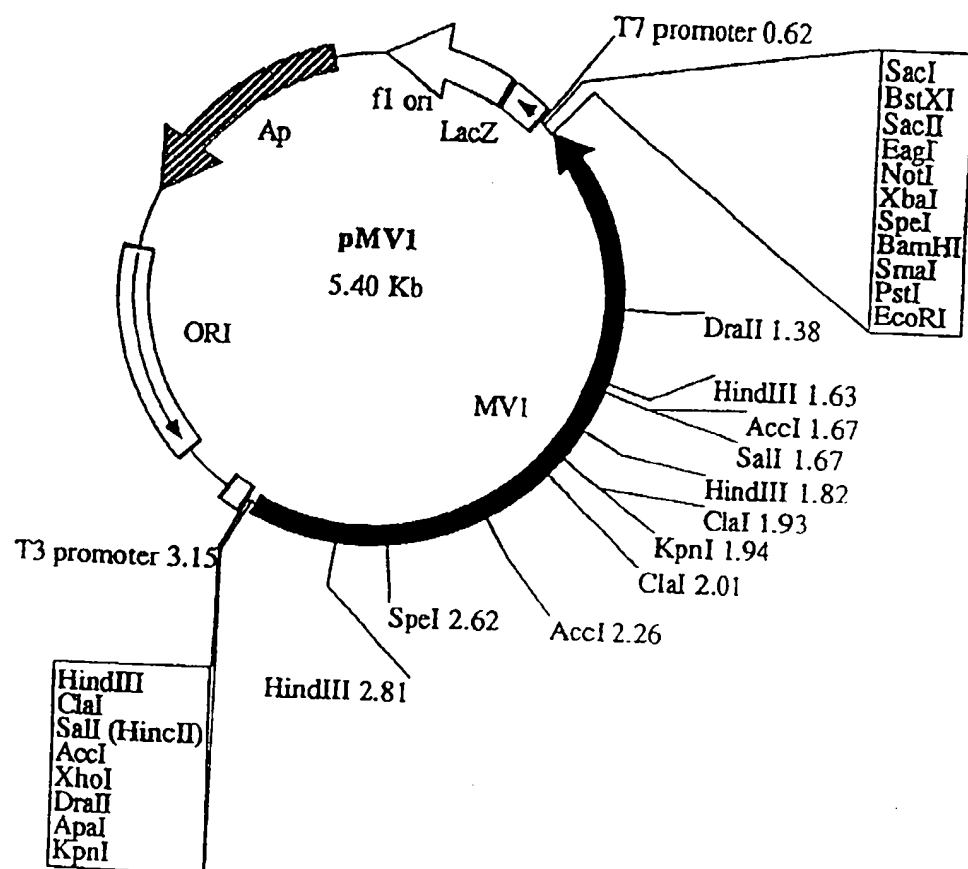 T7 promoter 0.62
SacI
BstXI
SacII
EagI
NotI
XbaI
SpeI
BamHI
SmaI
PstI
EcoRI
f1 ori
LacZ
Ap
pMV1
5.40 Kb
ORI
MV1
DraII 1.38
HindIII 1.63
AccI 1.67
SalI 1.67
HindIII 1.82
ClaI 1.93
KpnI 1.94
ClaI 2.01
AccI 2.26
SpeI 2.62
HindIII 2.81
T3 promoter 3.15
HindIII
ClaI
SalI (HincII)
AccI
XhoI
DraII
ApaI
KpnI